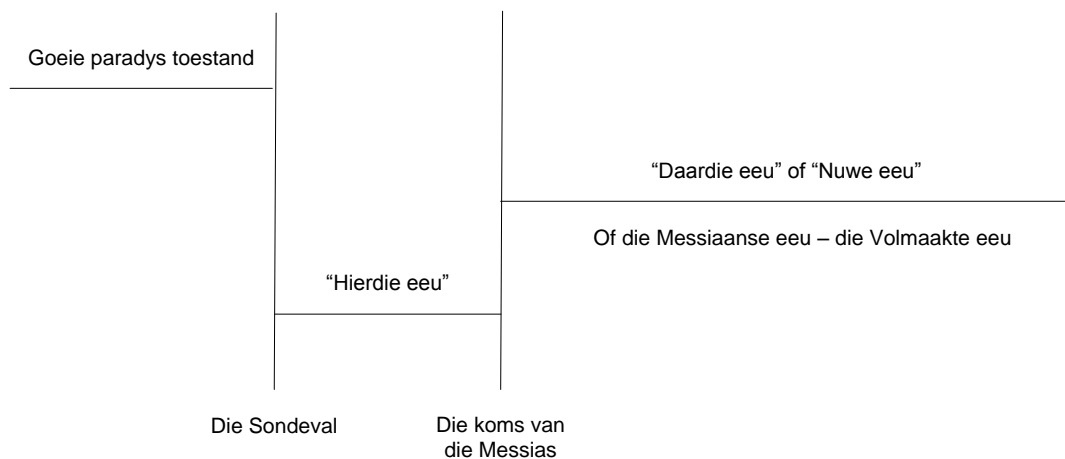 Goeie paradys toestand
“Daardie eeu” of “Nuwe eeu”
Of die Messiaanse eeu – die Volmaakte eeu
“Hierdie eeu”
Die Sondeval
Die koms van
die Messias